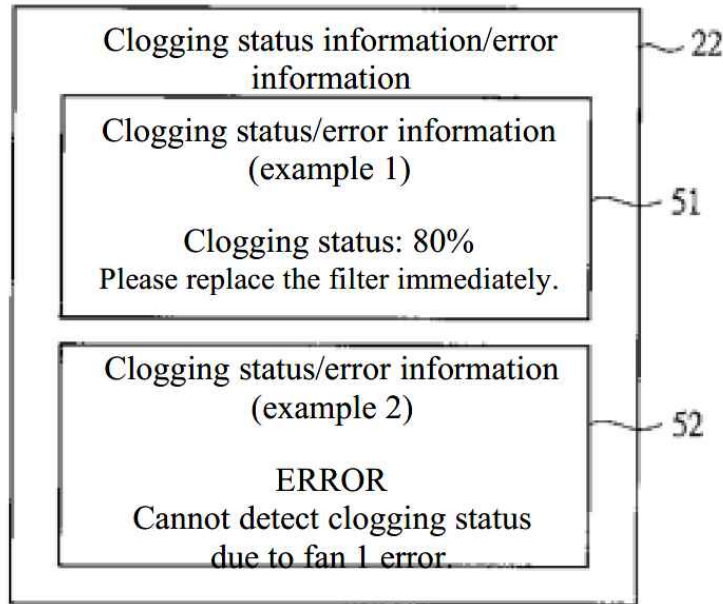 Clogging status information/error
information
22
Clogging status/error information
(example 1)
51
Clogging status: 80%
Please replace the filter immediately.
Clogging status/error information
(example 2)
52
ERROR
Cannot detect clogging status
due to fan 1 error.